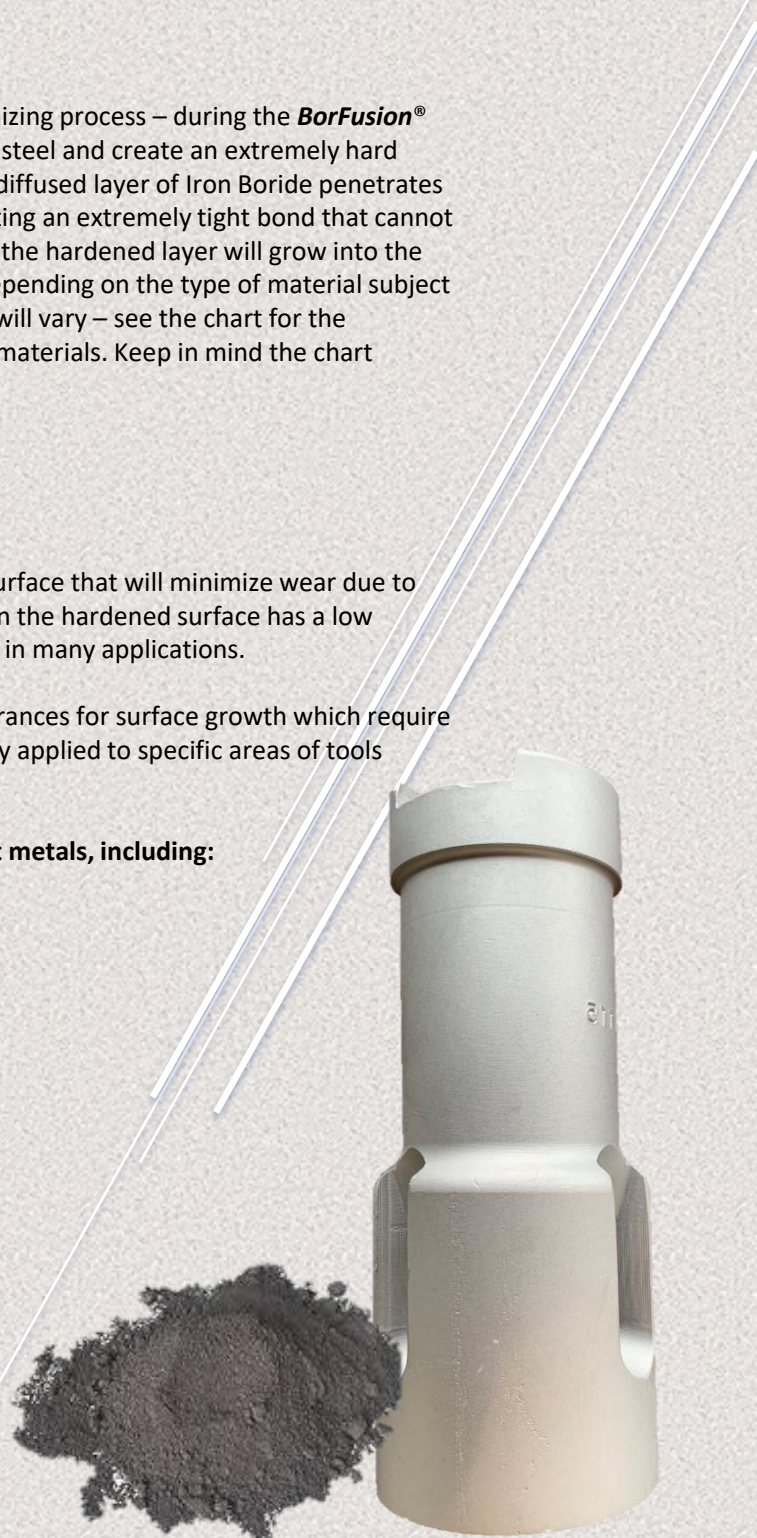 nizing process – during the BorFusion®
steel and create an extremely hard
diffused layer of Iron Boride penetrates
ting an extremely tight bond that cannot
the hardened layer will grow into the
epending on the type of material subject
will vary – see the chart for the
materials. Keep in mind the chart
urface that will minimize wear due to
n the hardened surface has a low
in many applications.
rances for surface growth which require
y applied to specific areas of tools
t metals, including: